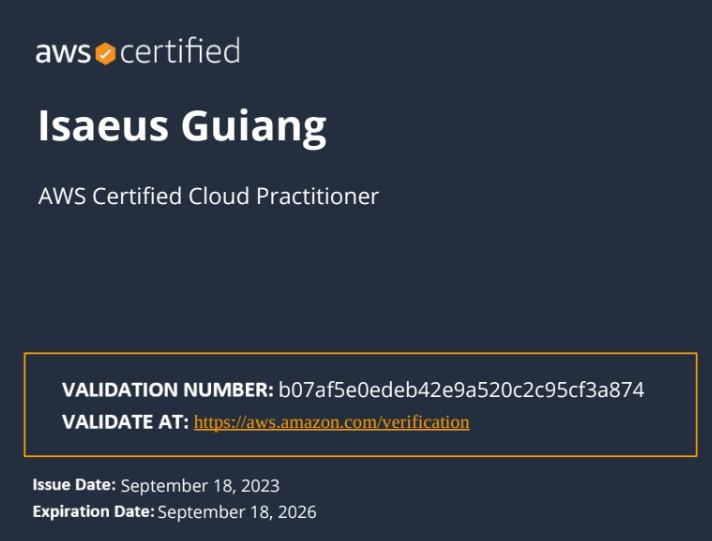 aws certified
Isaeus Guiang
AWS Certified Cloud Practitioner
VALIDATION NUMBER: b07af5e0edeb42e9a520c2c95cf3a874
VALIDATE AT: https://aws.amazon.com/verification
Issue Date: September 18, 2023
Expiration Date: September 18, 2026